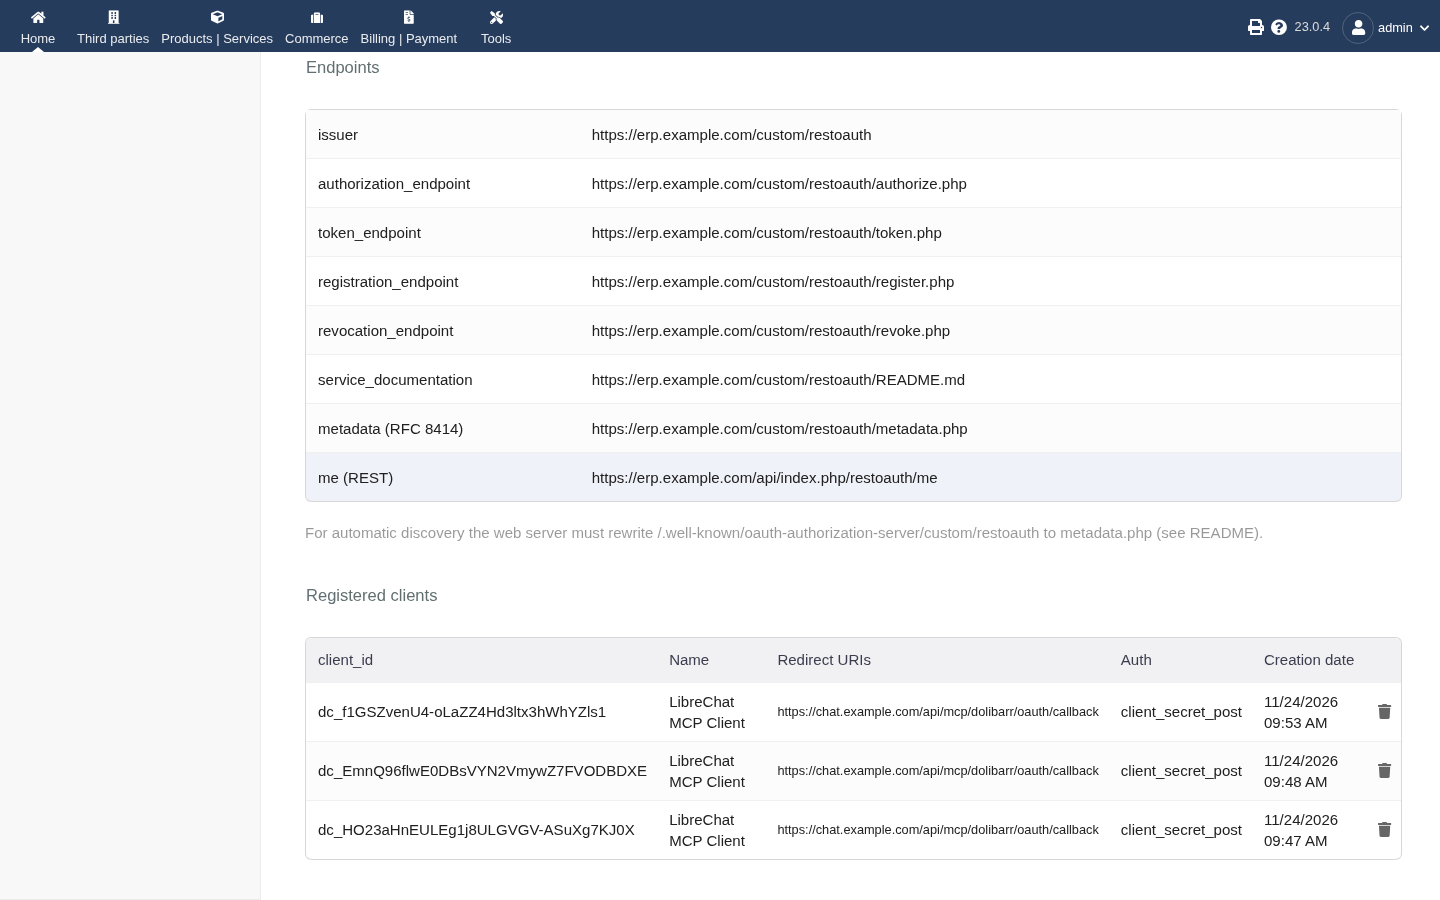 Home Third parties Products | Services Commerce Billing | Payment Tools 23.0.4 admin
Endpoints
issuer https://erp.example.com/custom/restoauth
authorization_endpoint https://erp.example.com/custom/restoauth/authorize.php
token_endpoint https://erp.example.com/custom/restoauth/token.php
registration_endpoint https://erp.example.com/custom/restoauth/register.php
revocation_endpoint https://erp.example.com/custom/restoauth/revoke.php
service_documentation https://erp.example.com/custom/restoauth/README.md
metadata (RFC 8414) https://erp.example.com/custom/restoauth/metadata.php
me (REST) https://erp.example.com/api/index.php/restoauth/me
For automatic discovery the web server must rewrite /.well-known/oauth-authorization-server/custom/restoauth to metadata.php (see README).
Registered clients
client_id Name Redirect URIs Auth Creation date
dc_f1GSZvenU4-oLaZZ4Hd3ltx3hWhYZls1 LibreChat MCP Client https://chat.example.com/api/mcp/dolibarr/oauth/callback client_secret_post 11/24/2026 09:53 AM
dc_EmnQ96flwE0DBsVYN2VmywZ7FVODBDXE LibreChat MCP Client https://chat.example.com/api/mcp/dolibarr/oauth/callback client_secret_post 11/24/2026 09:48 AM
dc_HO23aHnEULEg1j8ULGVGV-ASuXg7KJ0X LibreChat MCP Client https://chat.example.com/api/mcp/dolibarr/oauth/callback client_secret_post 11/24/2026 09:47 AM